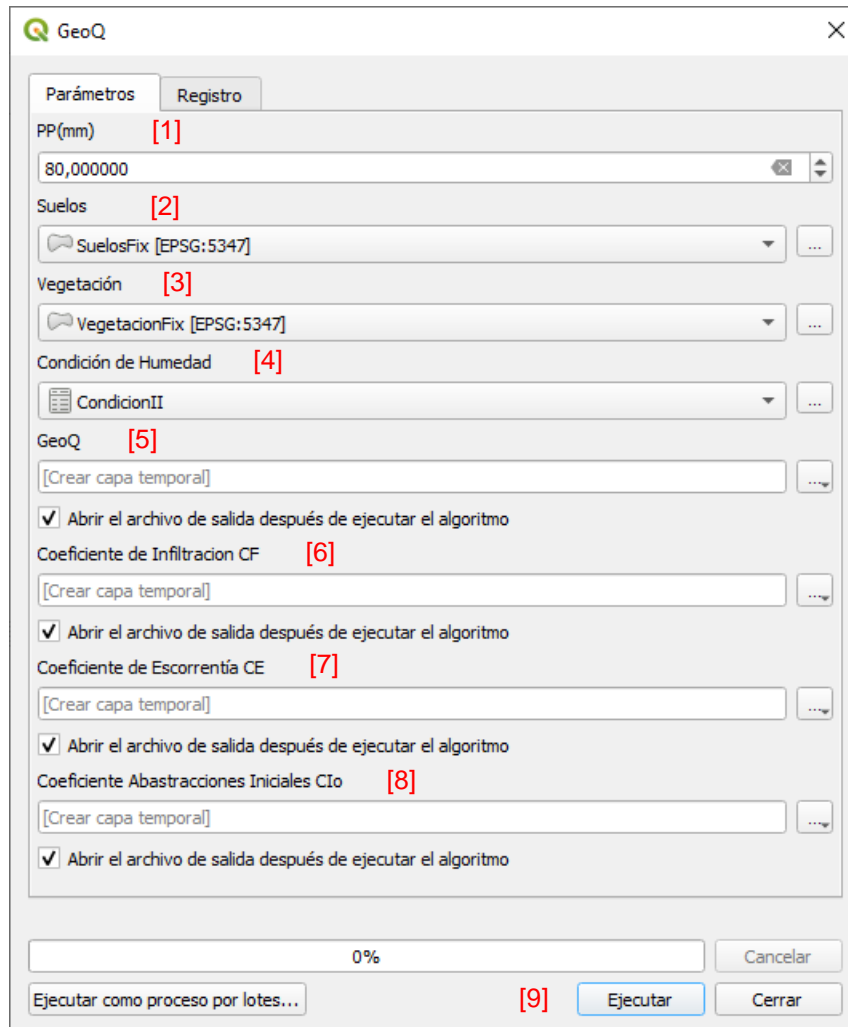 GeoQ
Parámetros Registro
PP(mm) [1]
80,000000
Suelos [2]
SuelosFix [EPSG:5347]
...
Vegetación [3]
VegetacionFix [EPSG:5347]
...
Condición de Humedad [4]
CondicionII
...
GeoQ [5]
[Crear capa temporal]
...
Abrir el archivo de salida después de ejecutar el algoritmo
Coeficiente de Infiltracion CF [6]
[Crear capa temporal]
...
Abrir el archivo de salida después de ejecutar el algoritmo
Coeficiente de Escorrentía CE [7]
[Crear capa temporal]
...
Abrir el archivo de salida después de ejecutar el algoritmo
Coeficiente Abastracciones Iniciales CIo [8]
[Crear capa temporal]
...
Abrir el archivo de salida después de ejecutar el algoritmo
0% Cancelar
Ejecutar como proceso por lotes... [9] Ejecutar Cerrar